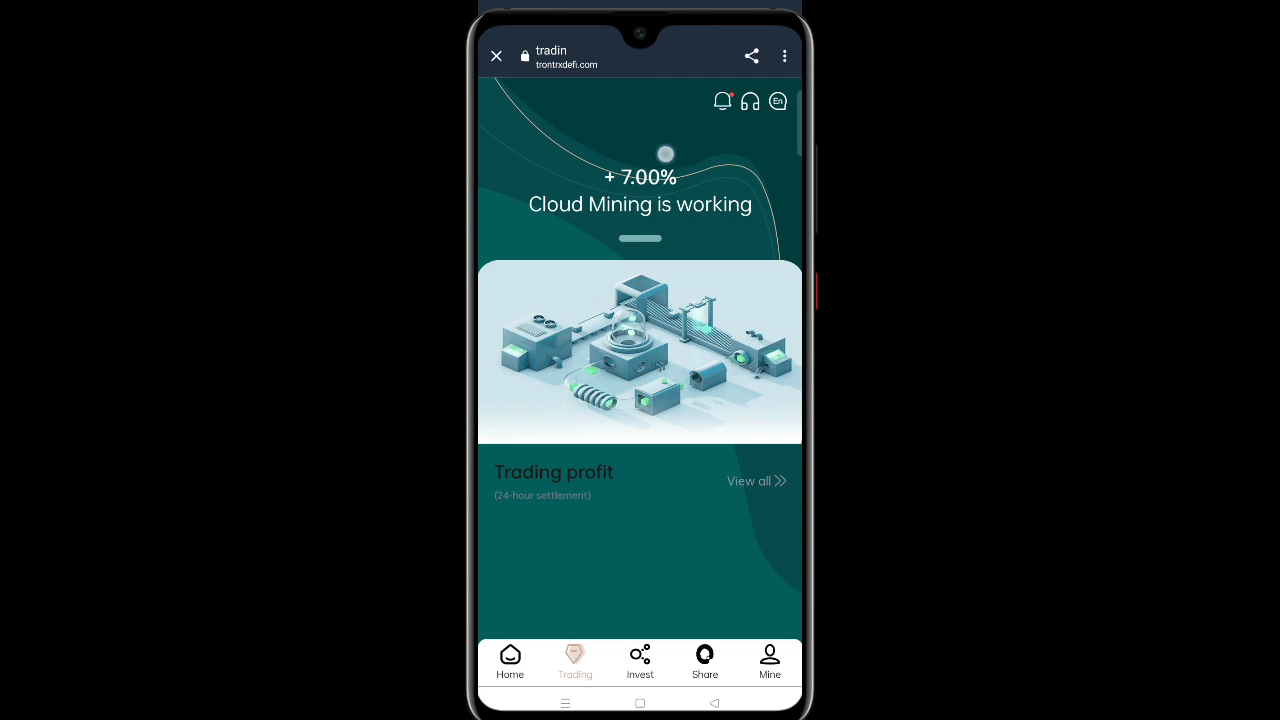 tradin
trontrxdefi.com
En
+ 7.00%
Cloud Mining is working
Trading profit
View all
(24-hour settlement)
Home
Trading
Invest
Share
Mine